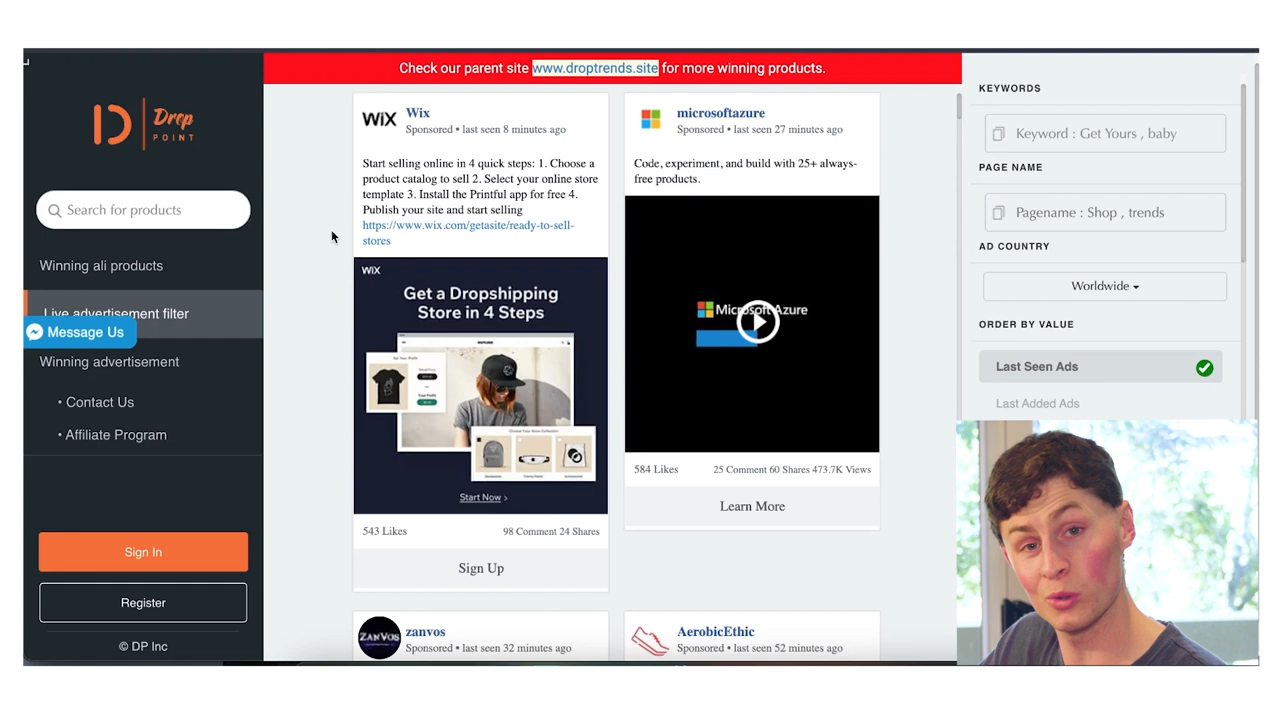 Drop
POINT
Search for products
Winning ali products
Live advertisement filter
Message Us
Winning advertisement
• Contact Us
• Affiliate Program
Sign In
Register
© DP Inc
Check our parent site www.droptrends.site for more winning products.
WiX
Wix
Sponsored • last seen 8 minutes ago
Start selling online in 4 quick steps: 1. Choose a
product catalog to sell 2. Select your online store
template 3. Install the Printful app for free 4.
Publish your site and start selling
https://www.wix.com/getasite/ready-to-sell-
stores
WiX
Get a Dropshipping
Store in 4 Steps
Start Now >
543 Likes
98 Comment 24 Shares
Sign Up
microsoftazure
Sponsored • last seen 27 minutes ago
Code, experiment, and build with 25+ always-
free products.
Microsoft Azure
584 Likes
25 Comment 60 Shares 473.7K Views
Learn More
ZANVOS
zanvos
Sponsored • last seen 32 minutes ago
AerobicEthic
Sponsored • last seen 52 minutes ago
KEYWORDS
Keyword : Get Yours , baby
PAGE NAME
Pagename : Shop , trends
AD COUNTRY
Worldwide
ORDER BY VALUE
Last Seen Ads
Last Added Ads